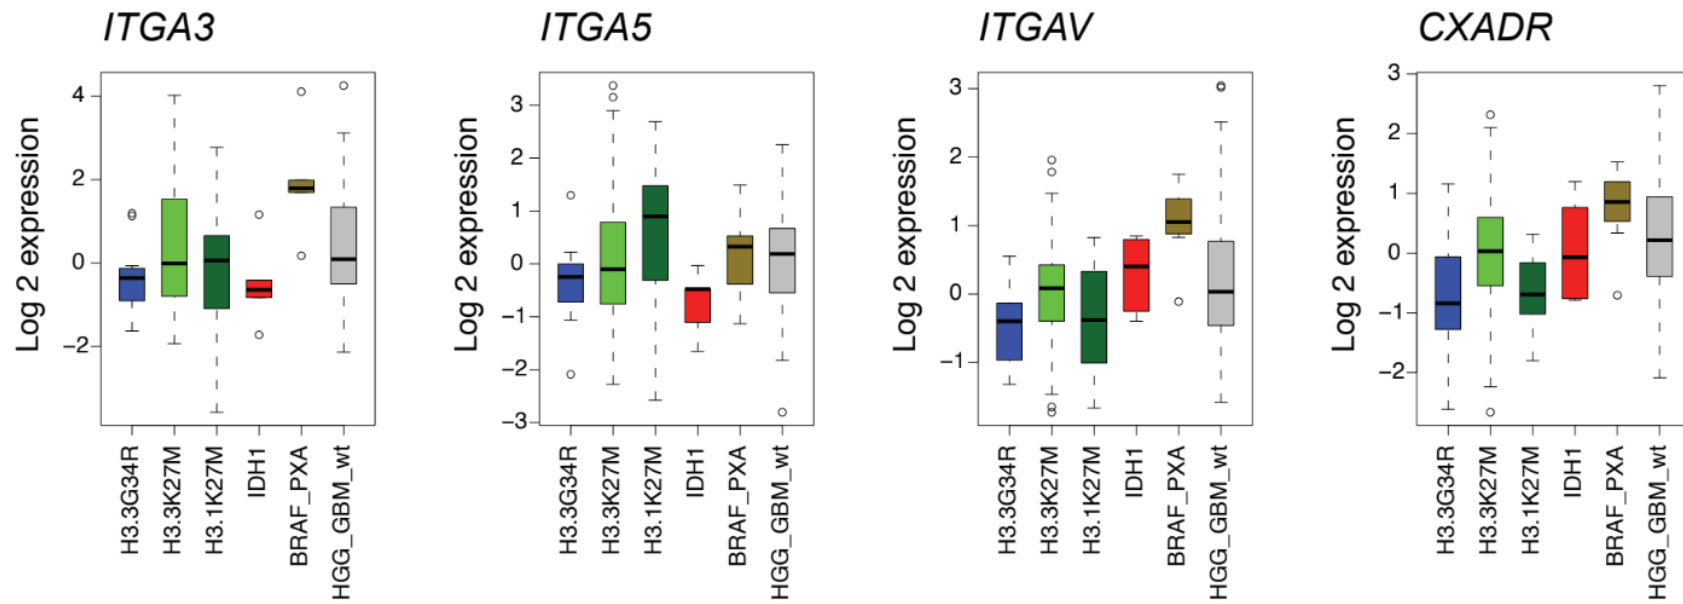 ITGA3
Log 2 expression
4
2
0
−2
H3.3G34R
H3.3K27M
H3.1K27M
IDH1
BRAF_PXA
HGG_GBM_wt
ITGA5
Log 2 expression
3
2
1
0
−1
−2
−3
H3.3G34R
H3.3K27M
H3.1K27M
IDH1
BRAF_PXA
HGG_GBM_wt
ITGAV
Log 2 expression
3
2
1
0
−1
H3.3G34R
H3.3K27M
H3.1K27M
IDH1
BRAF_PXA
HGG_GBM_wt
CXADR
Log 2 expression
3
2
1
0
−1
−2
H3.3G34R
H3.3K27M
H3.1K27M
IDH1
BRAF_PXA
HGG_GBM_wt